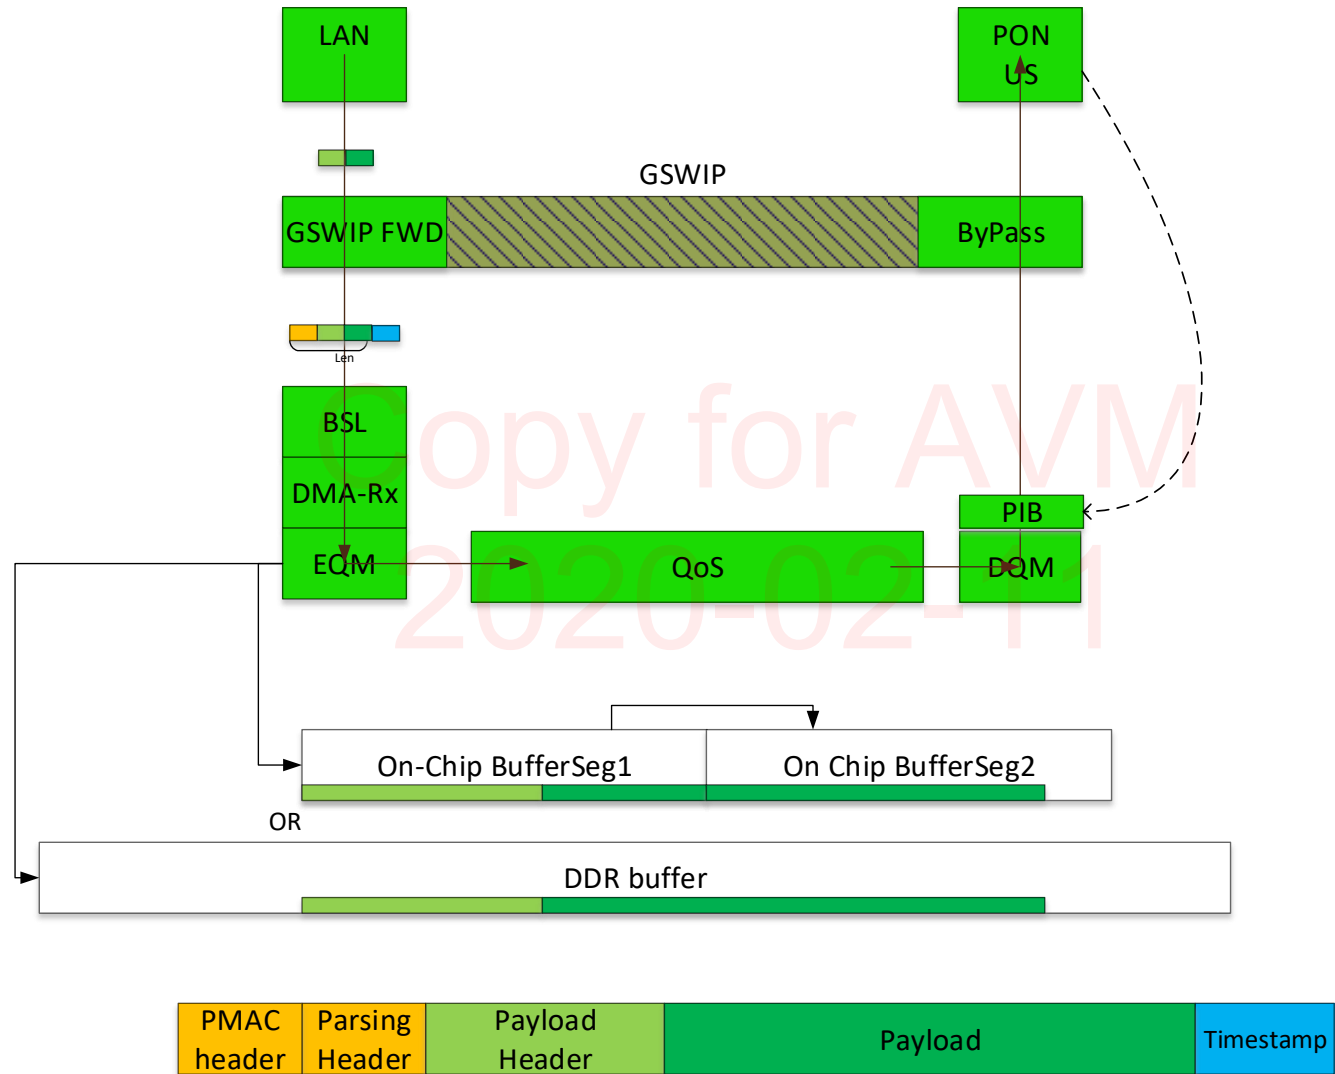 LAN
PON
US
GSWIP
GSWIP FWD
ByPass
Len
BSL
DMA-Rx
EQM
QoS
PIB
DQM
Copy for AVM
2020-02-11
On-Chip BufferSeg1
On Chip BufferSeg2
OR
DDR buffer
PMAC
header
Parsing
Header
Payload
Header
Payload
Timestamp